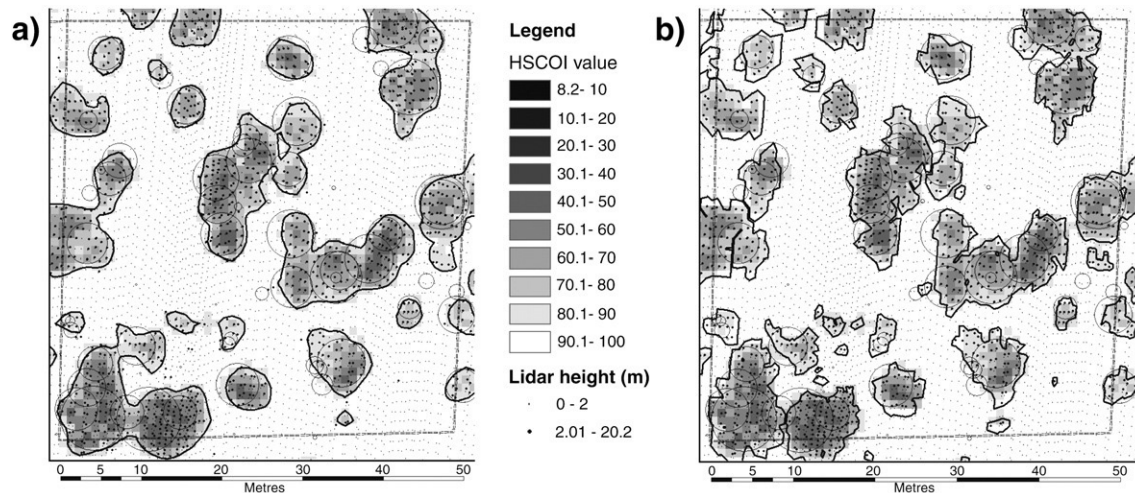 a)
0 5 10 20 30 40 50
Metres
Legend
HSCOI value
8.2- 10
10.1- 20
20.1- 30
30.1- 40
40.1- 50
50.1- 60
60.1- 70
70.1- 80
80.1- 90
90.1- 100
Lidar height (m)
0 - 2
2.01 - 20.2
b)
0 5 10 20 30 40 50
Metres